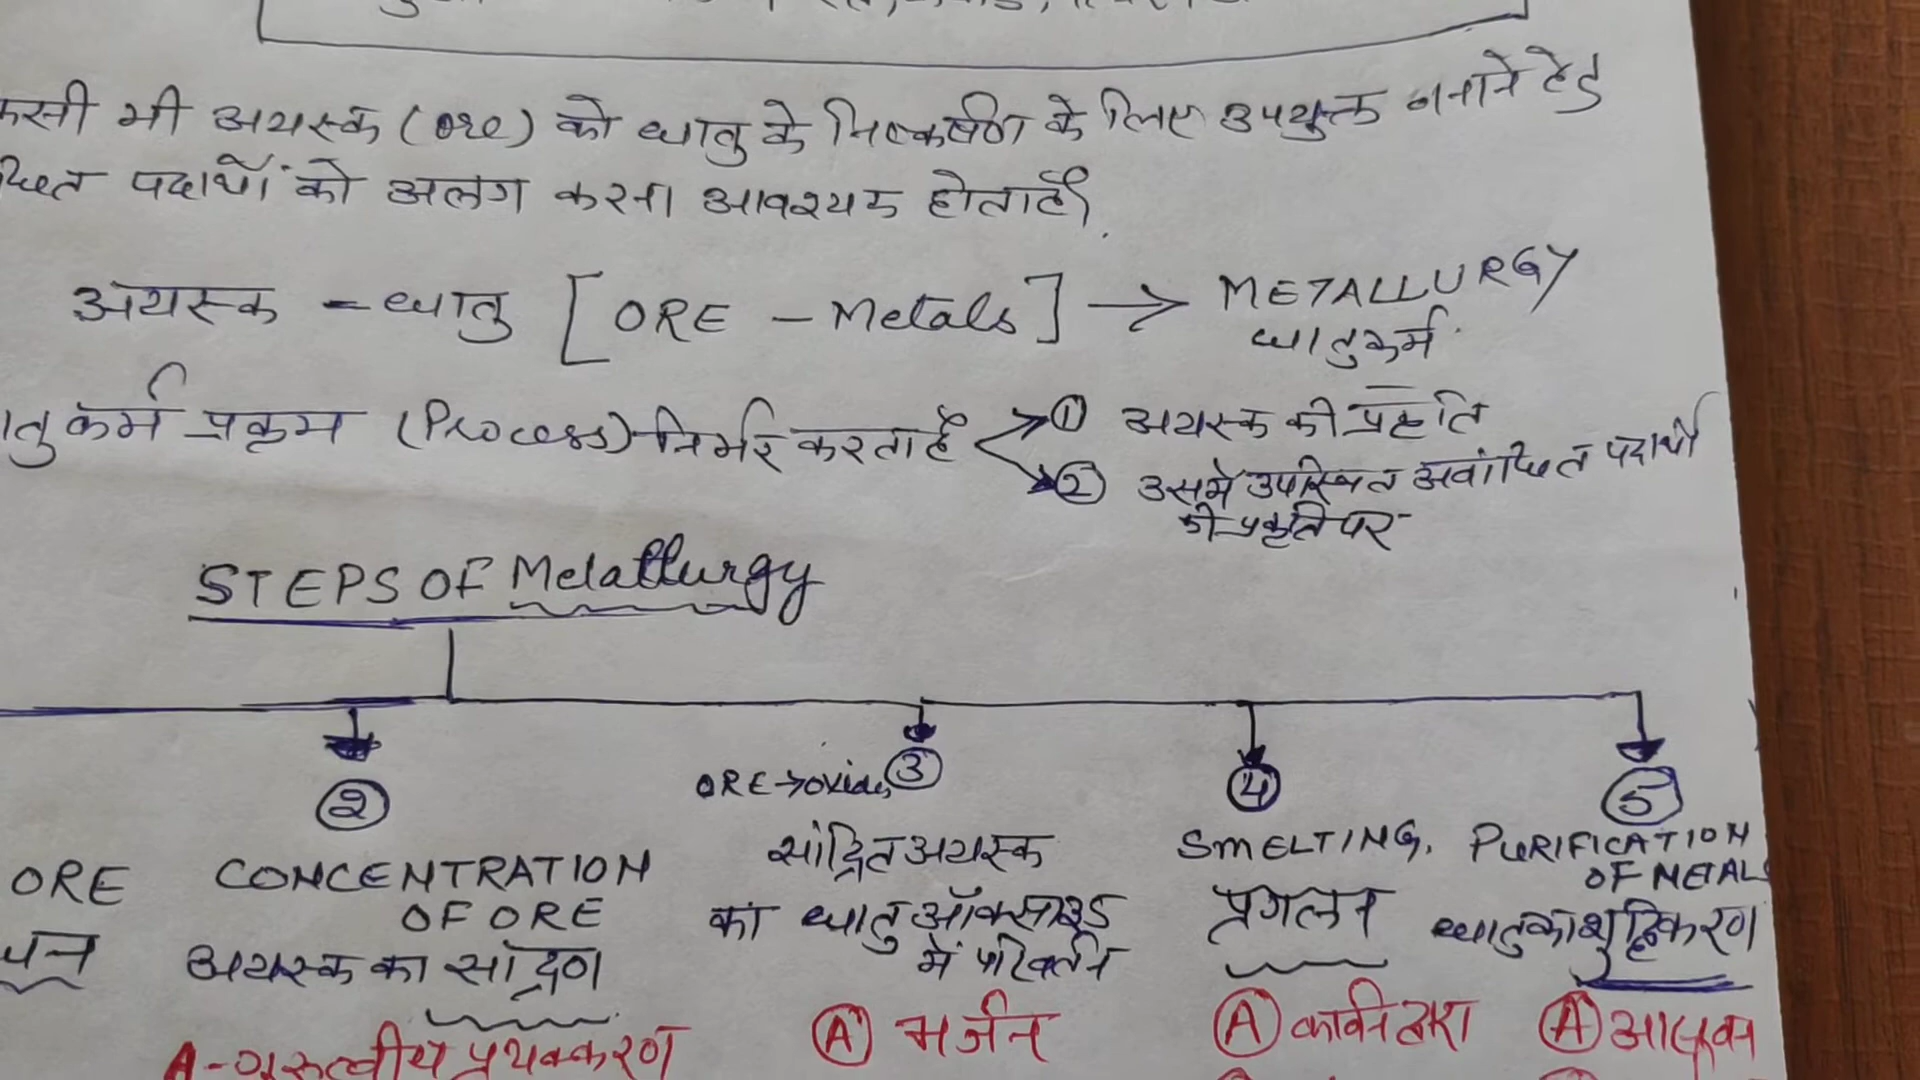 कसी भी अयस्क (ore) को धातु के निष्कर्षण के लिए उपयुक्त बनाने हेतु
पदार्थों को अलग करना आवश्यक होता है।
अयस्क - धातु [ORE - Metals] → METALLURGY
धातुकर्म
तुकर्म प्रक्रम (Process) निर्भर करता है
① अयस्क की प्रकृति
② उसमें उपस्थित अवांछित पदार्थों
की प्रकृति पर
STEPS OF Metallurgy
②
ORE→oxide
③
④
⑤
ORE
CONCENTRATION
OF ORE
अयस्क का सांद्रण
सांद्रित अयस्क
का धातु ऑक्साइड
में परिवर्तन
SMELTING.
प्रगलन
PURIFICATION
OF METALS
धातु का शुद्धिकरण
A-गुरुत्वीय पृथक्करण
Ⓐ भर्जन
Ⓐ कार्बन द्वारा
Ⓐ आसवन